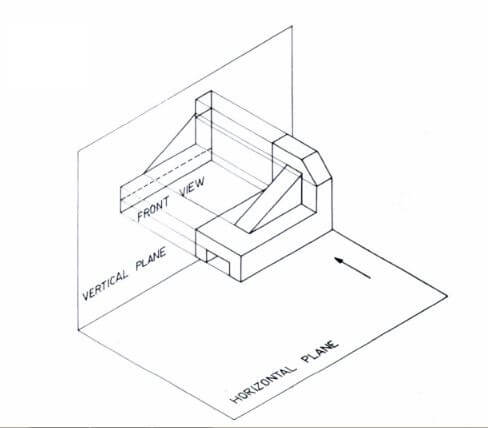 FRONT VIEW
VERTICAL PLANE
HORIZONTAL PLANE